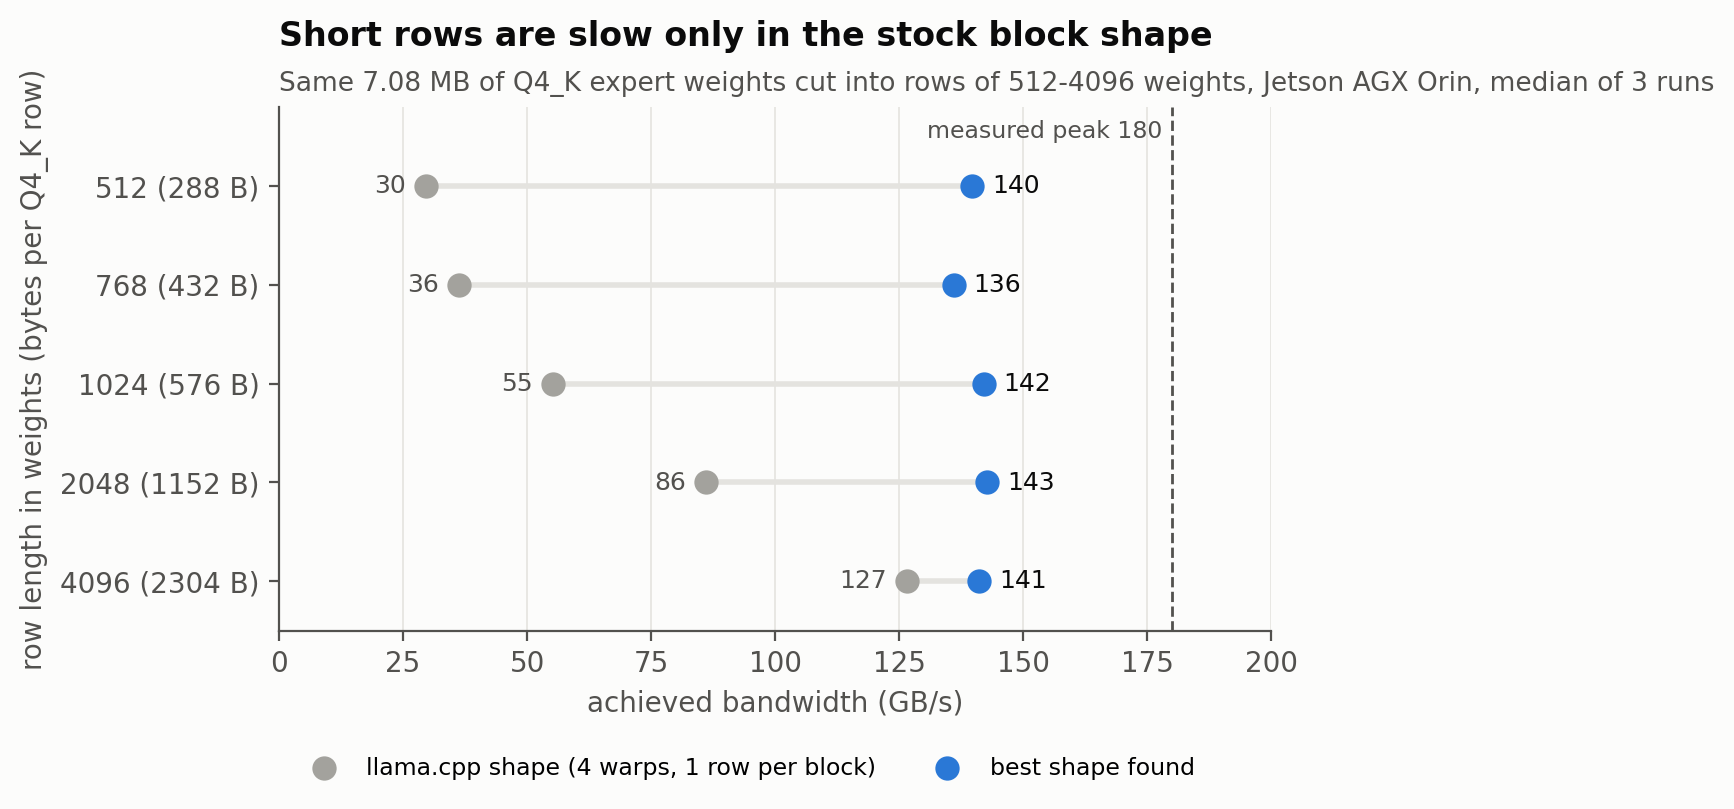 Short rows are slow only in the stock block shape
Same 7.08 MB of Q4_K expert weights cut into rows of 512-4096 weights, Jetson AGX Orin, median of 3 runs
row length in weights (bytes per Q4_K row)
measured peak 180
512 (288 B)
30
140
768 (432 B)
36
136
1024 (576 B)
55
142
2048 (1152 B)
86
143
4096 (2304 B)
127
141
0 25 50 75 100 125 150 175 200
achieved bandwidth (GB/s)
llama.cpp shape (4 warps, 1 row per block)
best shape found